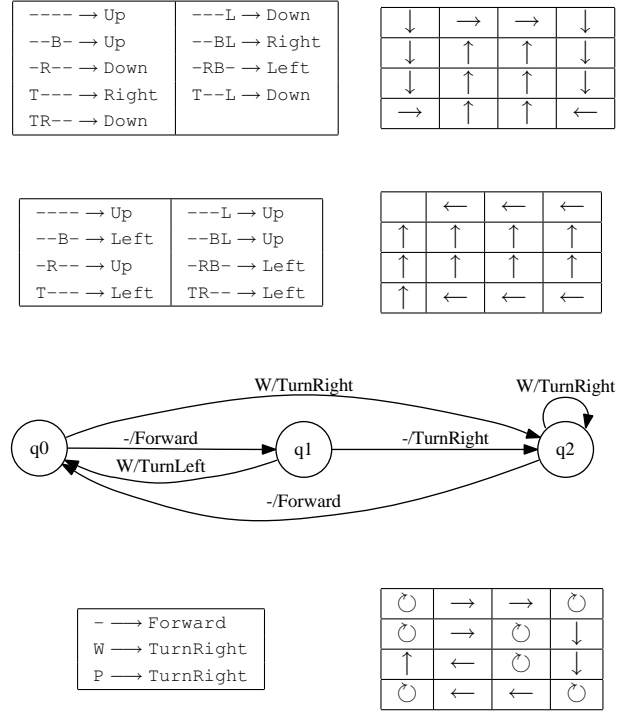 ---- → Up ---L → Down
--B- → Up --BL → Right
-R-- → Down -RB- → Left
T--- → Right T--L → Down
TR-- → Down
↓ → → ↓
↓ ↑ ↑ ↓
↓ ↑ ↑ ↓
→ ↑ ↑ ←
---- → Up ---L → Up
--B- → Left --BL → Up
-R-- → Up -RB- → Left
T--- → Left TR-- → Left
← ← ←
↑ ↑ ↑ ↑
↑ ↑ ↑ ↑
↑ ← ← ←
W/TurnRight W/TurnRight
q0 -/Forward q1 -/TurnRight q2
W/TurnLeft
-/Forward
- → Forward
W → TurnRight
P → TurnRight
↻ → → ↻
↻ → ↻ ↓
↑ ← ↻ ↓
↻ ← ← ↻